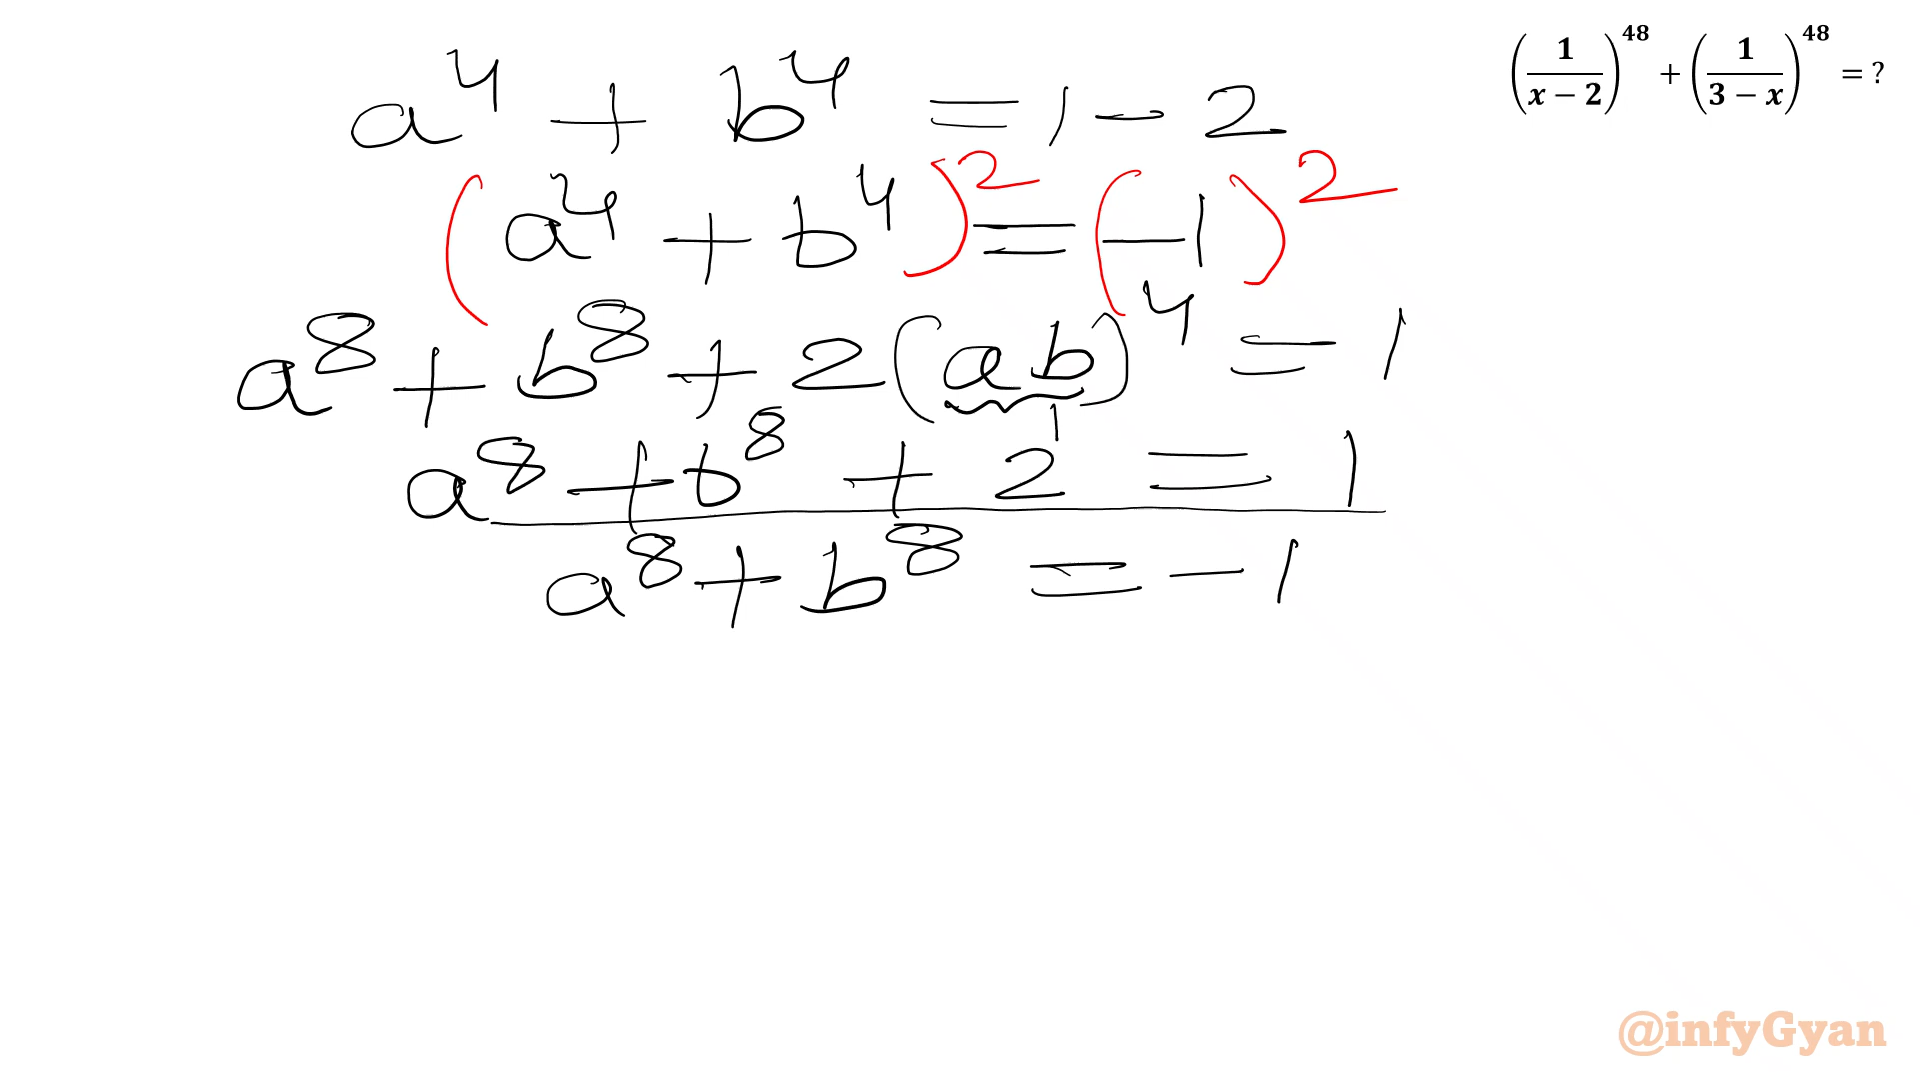 (1/(x − 2))^48 + (1/(3 − x))^48 = ?
a^4 + b^4 = 1 − 2
(a^4 + b^4)^2 = (−1)^2
a^8 + b^8 + 2(ab)^4 = 1
1
a^8 + b^8 + 2 = 1
a^8 + b^8 = −1
@infyGyan